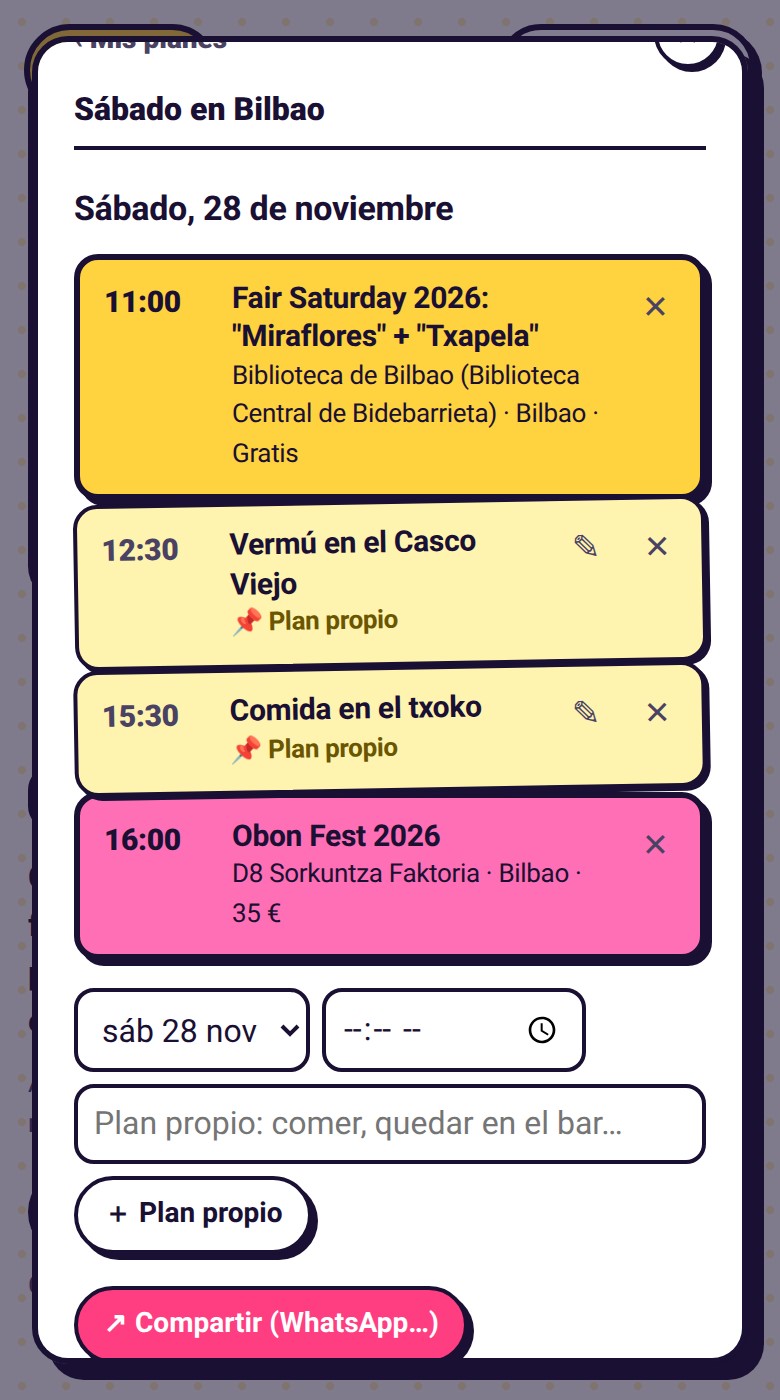 ‹ Mis planes
Sábado en Bilbao
Sábado, 28 de noviembre
11:00
Fair Saturday 2026:
"Miraflores" + "Txapela"
Biblioteca de Bilbao (Biblioteca
Central de Bidebarrieta) · Bilbao ·
Gratis
✕
12:30
Vermú en el Casco
Viejo
📌 Plan propio
✎ ✕
15:30
Comida en el txoko
📌 Plan propio
✎ ✕
16:00
Obon Fest 2026
D8 Sorkuntza Faktoria · Bilbao ·
35 €
✕
sáb 28 nov
--:-- --
Plan propio: comer, quedar en el bar…
+ Plan propio
↗ Compartir (WhatsApp…)